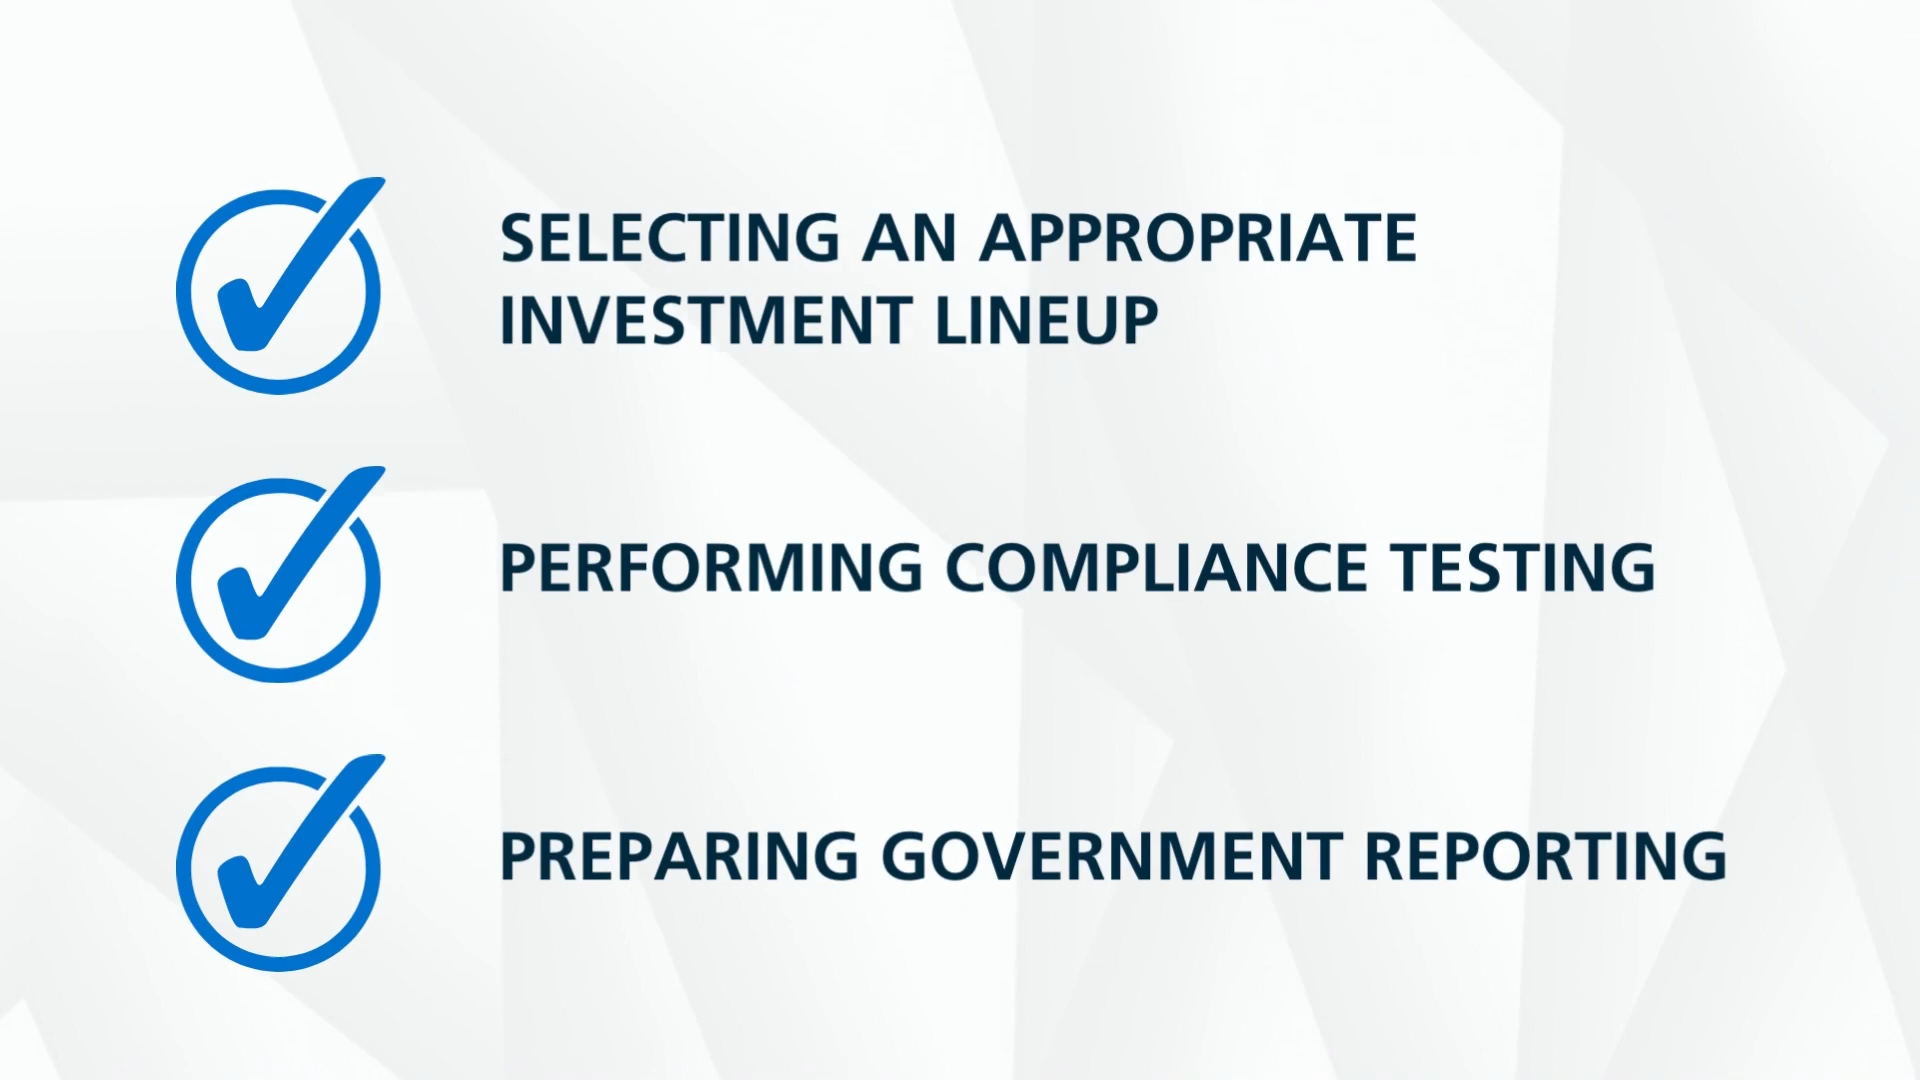 SELECTING AN APPROPRIATE
INVESTMENT LINEUP
PERFORMING COMPLIANCE TESTING
PREPARING GOVERNMENT REPORTING